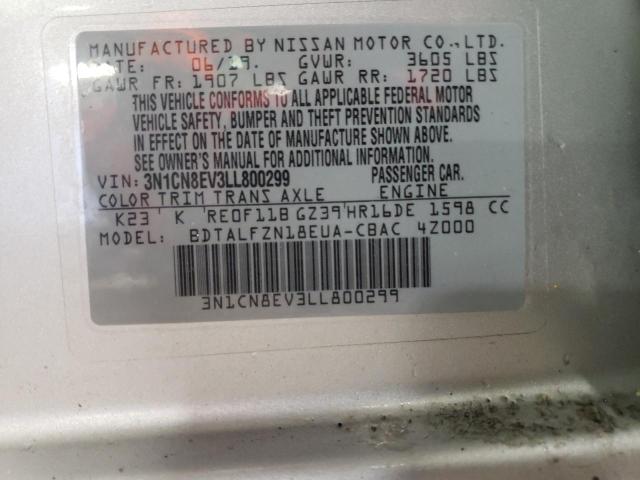 MANUFACTURED BY NISSAN MOTOR CO.,LTD.
DATE: 06/19. GVWR: 3605 LBS
GAWR FR: 1907 LBS GAWR RR: 1720 LBS
THIS VEHICLE CONFORMS TO ALL APPLICABLE FEDERAL MOTOR
VEHICLE SAFETY, BUMPER AND THEFT PREVENTION STANDARDS
IN EFFECT ON THE DATE OF MANUFACTURE SHOWN ABOVE.
SEE OWNER'S MANUAL FOR ADDITIONAL INFORMATION.
VIN: 3N1CN8EV3LL800299 PASSENGER CAR.
COLOR TRIM TRANS AXLE ENGINE
K23 K RE0F11B GZ39 HR16DE 1598 CC
MODEL: BDTALFZN18EUA-CBAC 4Z000
3N1CN8EV3LL800299